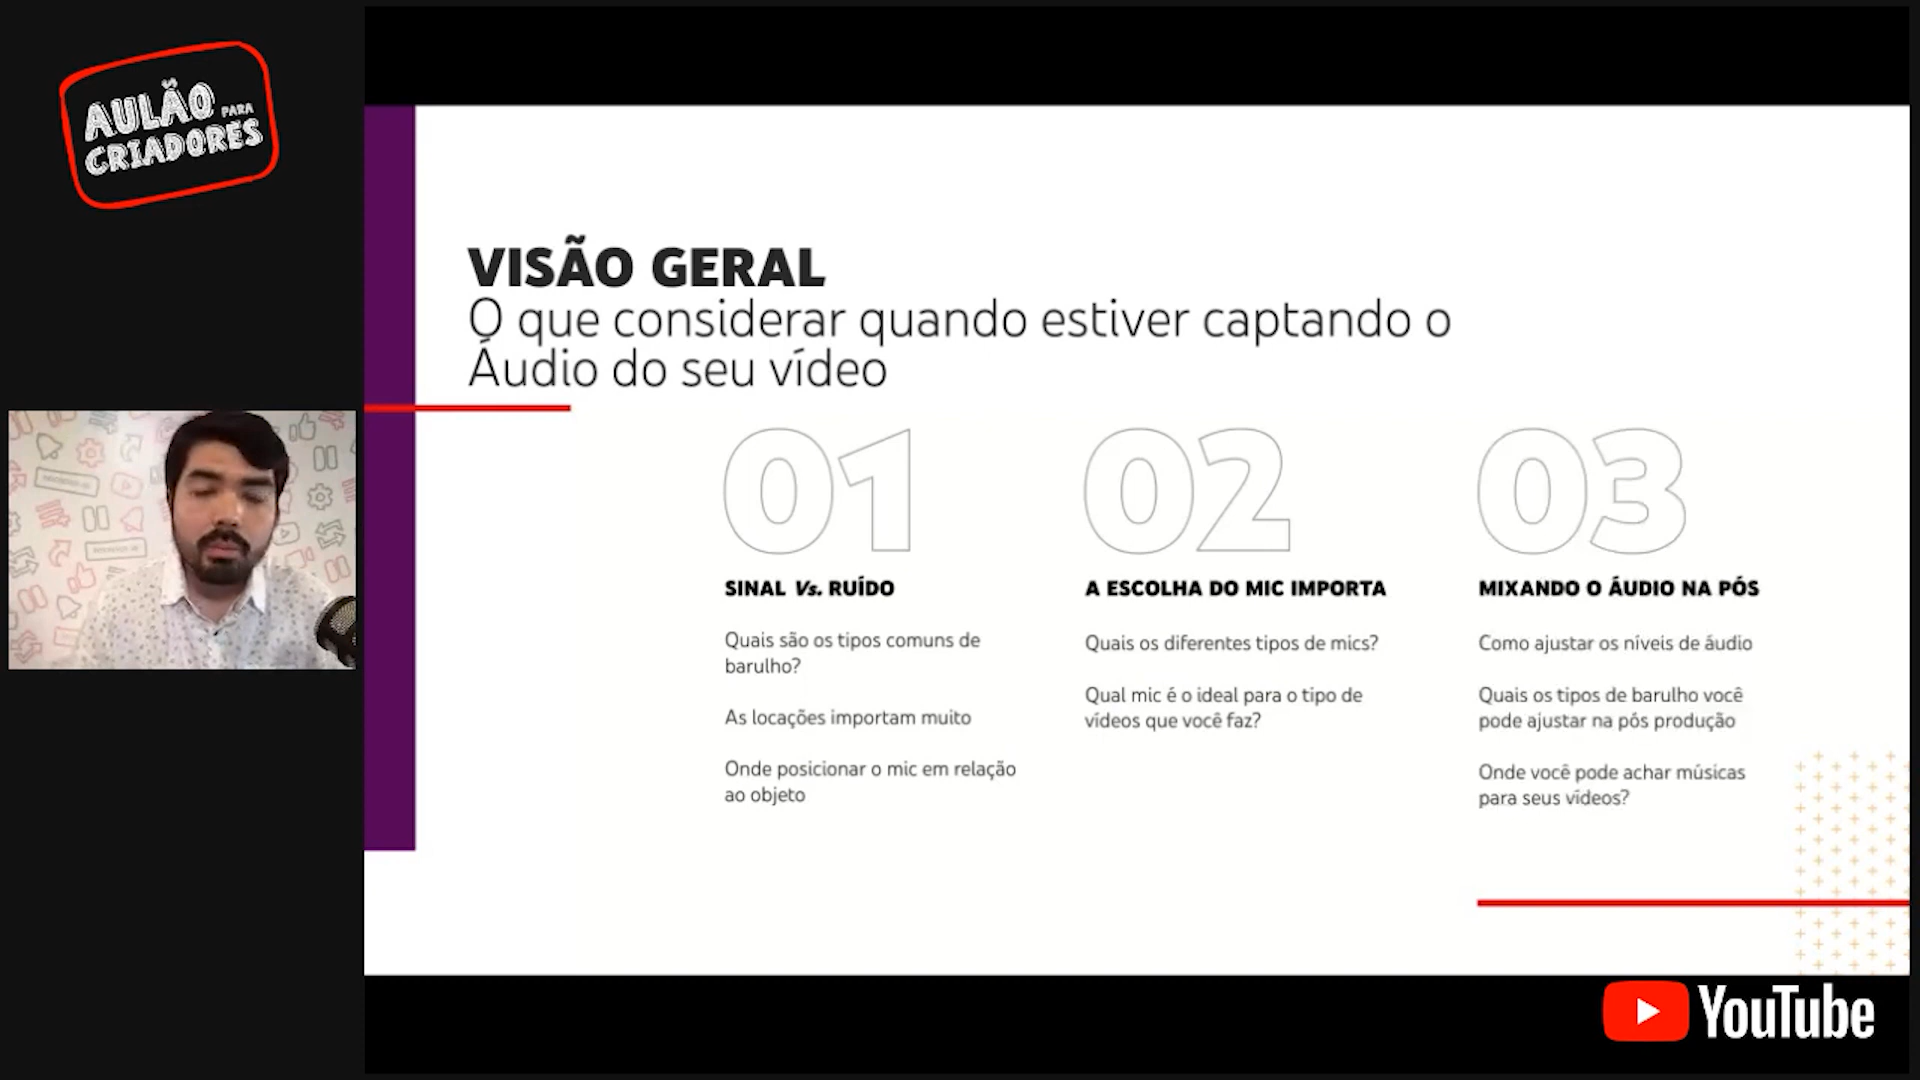 AULÃO PARA
CRIADORES
VISÃO GERAL
O que considerar quando estiver captando o
Áudio do seu vídeo
01
SINAL Vs. RUÍDO
Quais são os tipos comuns de
barulho?
As locações importam muito
Onde posicionar o mic em relação
ao objeto
02
A ESCOLHA DO MIC IMPORTA
Quais os diferentes tipos de mics?
Qual mic é o ideal para o tipo de
vídeos que você faz?
03
MIXANDO O ÁUDIO NA PÓS
Como ajustar os níveis de áudio
Quais os tipos de barulho você
pode ajustar na pós produção
Onde você pode achar músicas
para seus vídeos?
YouTube